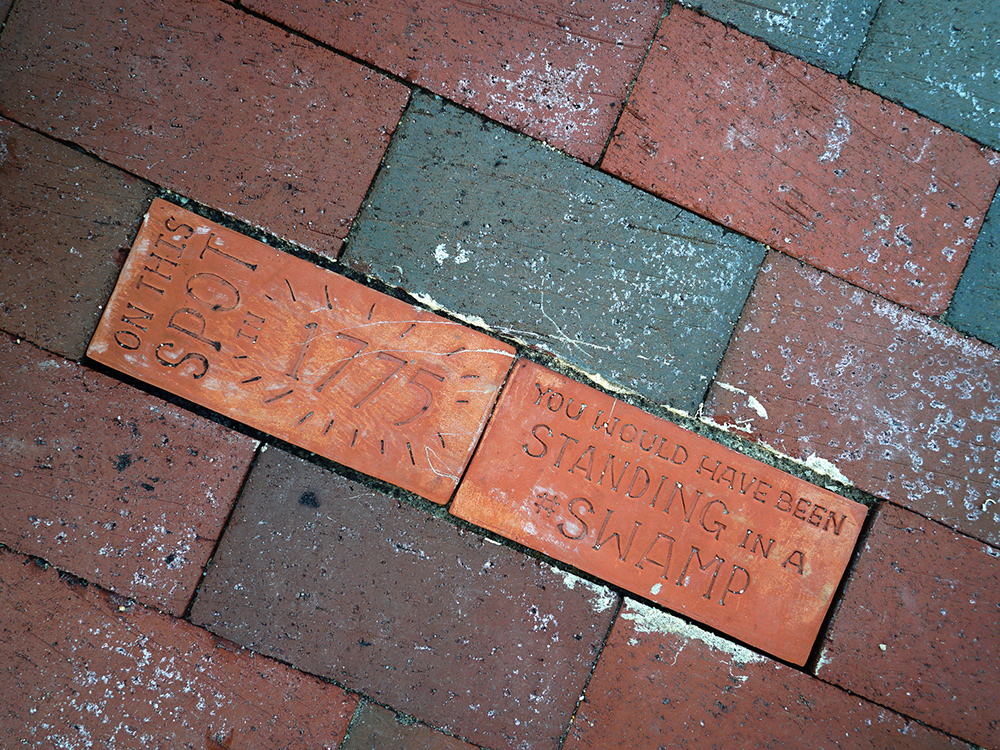 ON THIS
SPOT
IN
1775
YOU WOULD HAVE BEEN
STANDING IN A
#SWAMP